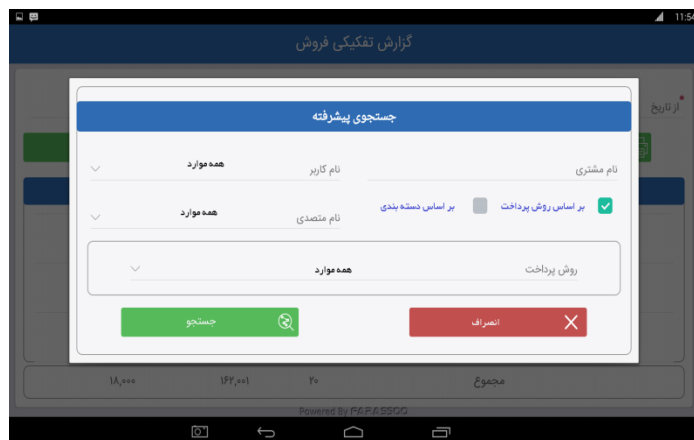 11:54
گزارش تفکیکی فروش
از تاریخ *
جستجوی پیشرفته
نام مشتری
نام کاربر همه موارد
بر اساس روش پرداخت بر اساس دسته بندی
نام متصدی همه موارد
روش پرداخت همه موارد
انصراف جستجو
مجموع ۲۰ ۱۶۲,۰۰۱ ۱۸,۰۰۰
Powered By